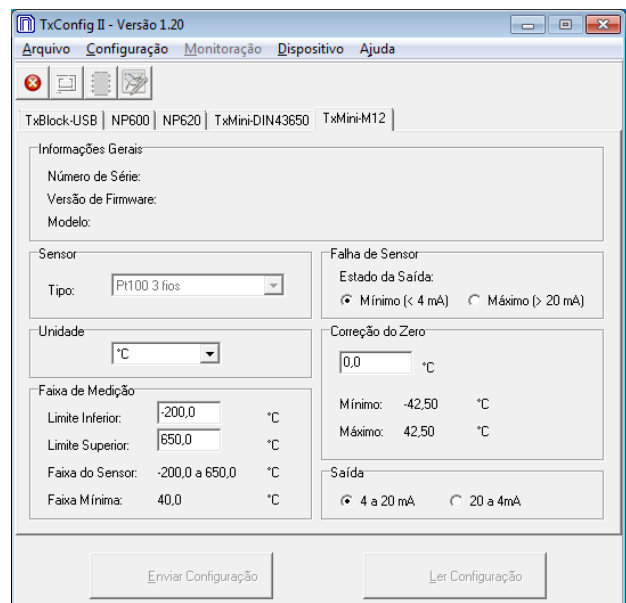 TxConfig II - Versão 1.20
Arquivo Configuração Monitoração Dispositivo Ajuda
TxBlock-USB NP600 NP620 TxMini-DIN43650 TxMini-M12
Informações Gerais
Número de Série:
Versão de Firmware:
Modelo:
Sensor
Tipo: Pt100 3 fios
Falha de Sensor
Estado da Saída:
Mínimo (< 4 mA) Máximo (> 20 mA)
Unidade
°C
Correção do Zero
0,0 °C
Mínimo: -42,50 °C
Máximo: 42,50 °C
Faixa de Medição
Limite Inferior: -200,0 °C
Limite Superior: 650,0 °C
Faixa do Sensor: -200,0 a 650,0 °C
Faixa Mínima: 40,0 °C
Saída
4 a 20 mA 20 a 4mA
Enviar Configuração Ler Configuração